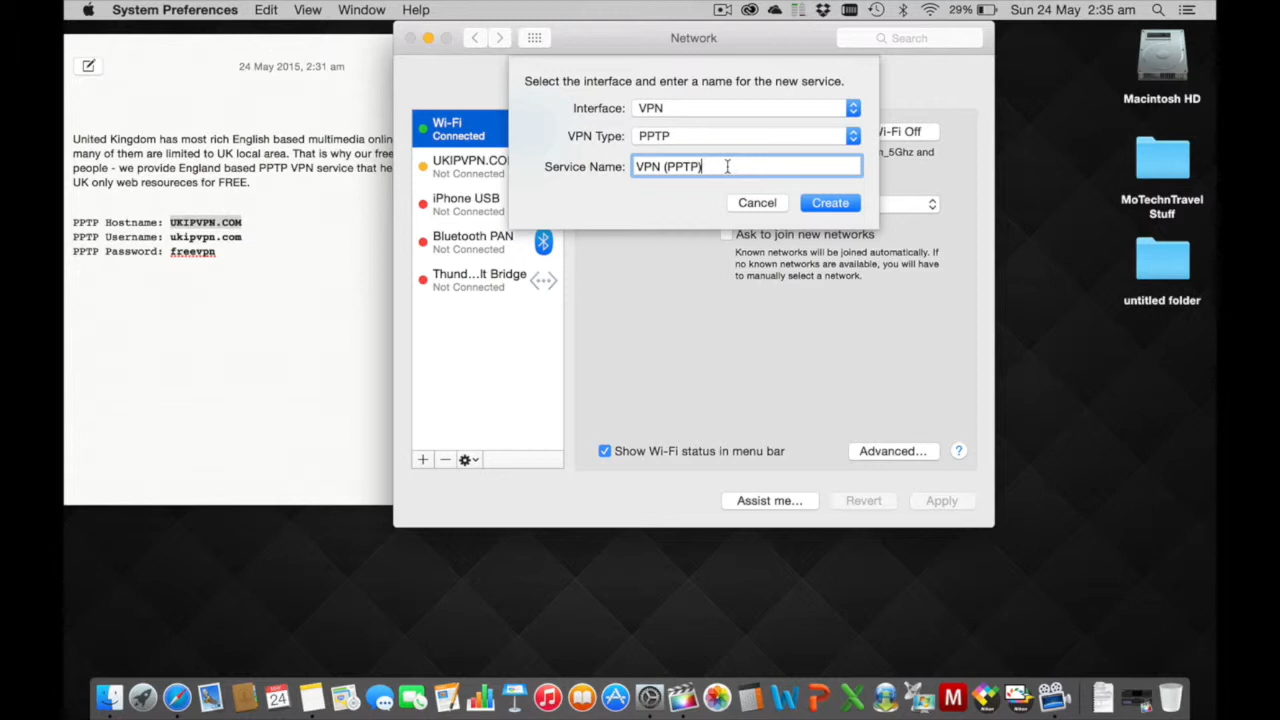 System Preferences Edit View Window Help 29% Sun 24 May 2:35 am
24 May 2015, 2:31 am
United Kingdom has most rich English based multimedia online
many of them are limited to UK local area. That is why our free
people - we provide England based PPTP VPN service that he
UK only web resoureces for FREE.
PPTP Hostname: UKIPVPN.COM
PPTP Username: ukipvpn.com
PPTP Password: freevpn
Network
Search
Select the interface and enter a name for the new service.
Interface: VPN
VPN Type: PPTP
Service Name: VPN (PPTP)
Cancel Create
Wi-Fi
Connected
UKIPVPN.CO
Not Connected
iPhone USB
Not Connected
Bluetooth PAN
Not Connected
Thund...lt Bridge
Not Connected
i-Fi Off
_5Ghz and
Ask to join new networks
Known networks will be joined automatically. If
no known networks are available, you will have
to manually select a network.
Show Wi-Fi status in menu bar
Advanced... ?
Assist me... Revert Apply
Macintosh HD
MoTechnTravel
Stuff
untitled folder